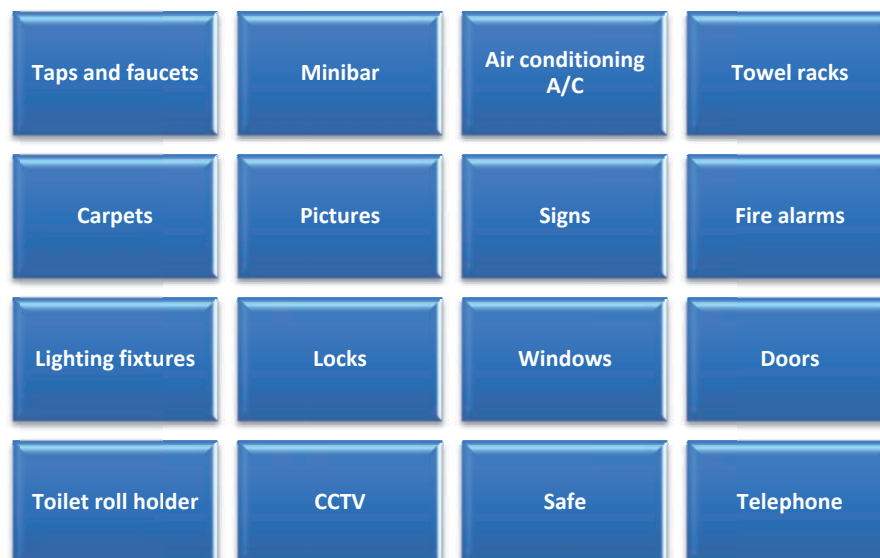 Taps and faucets
Minibar
Air conditioning
A/C
Towel racks
Carpets
Pictures
Signs
Fire alarms
Lighting fixtures
Locks
Windows
Doors
Toilet roll holder
CCTV
Safe
Telephone